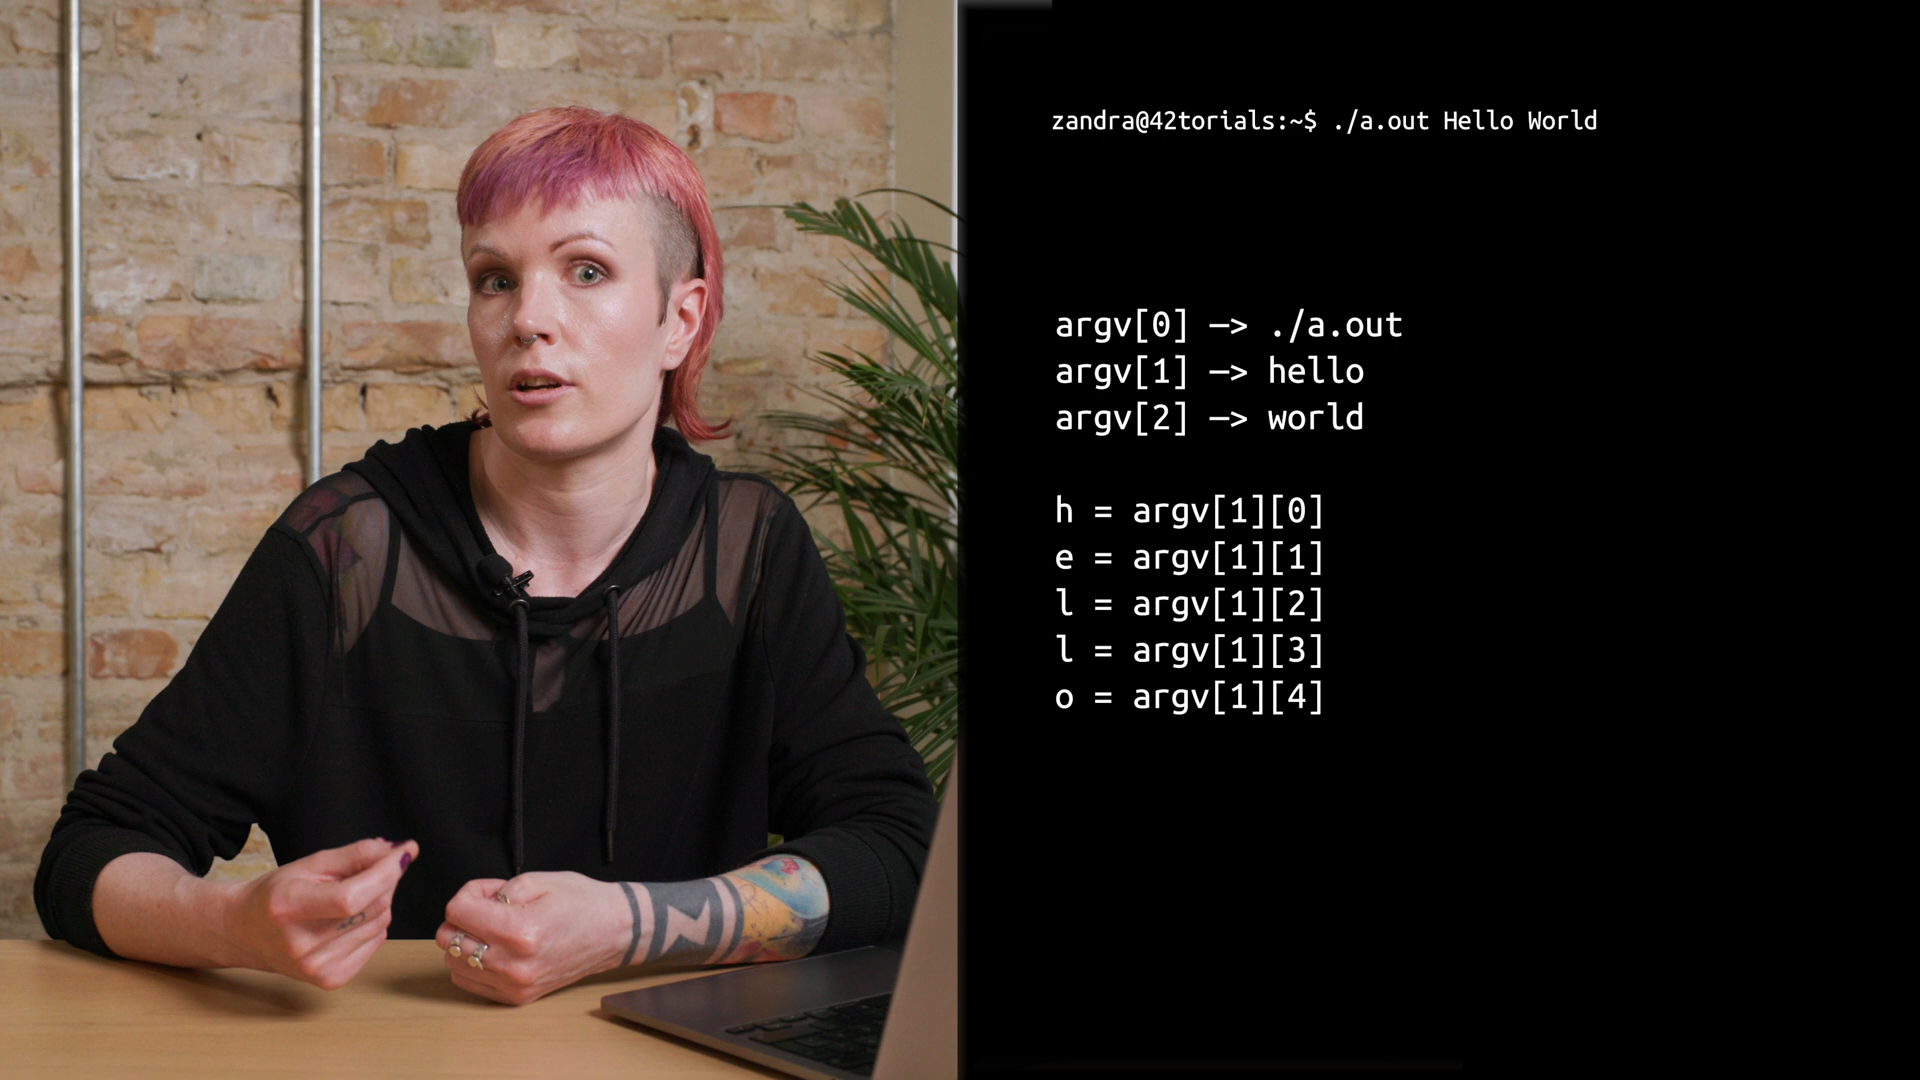 zandra@42torials:~$ ./a.out Hello World
argv[0] —> ./a.out
argv[1] —> hello
argv[2] —> world
h = argv[1][0]
e = argv[1][1]
l = argv[1][2]
l = argv[1][3]
o = argv[1][4]